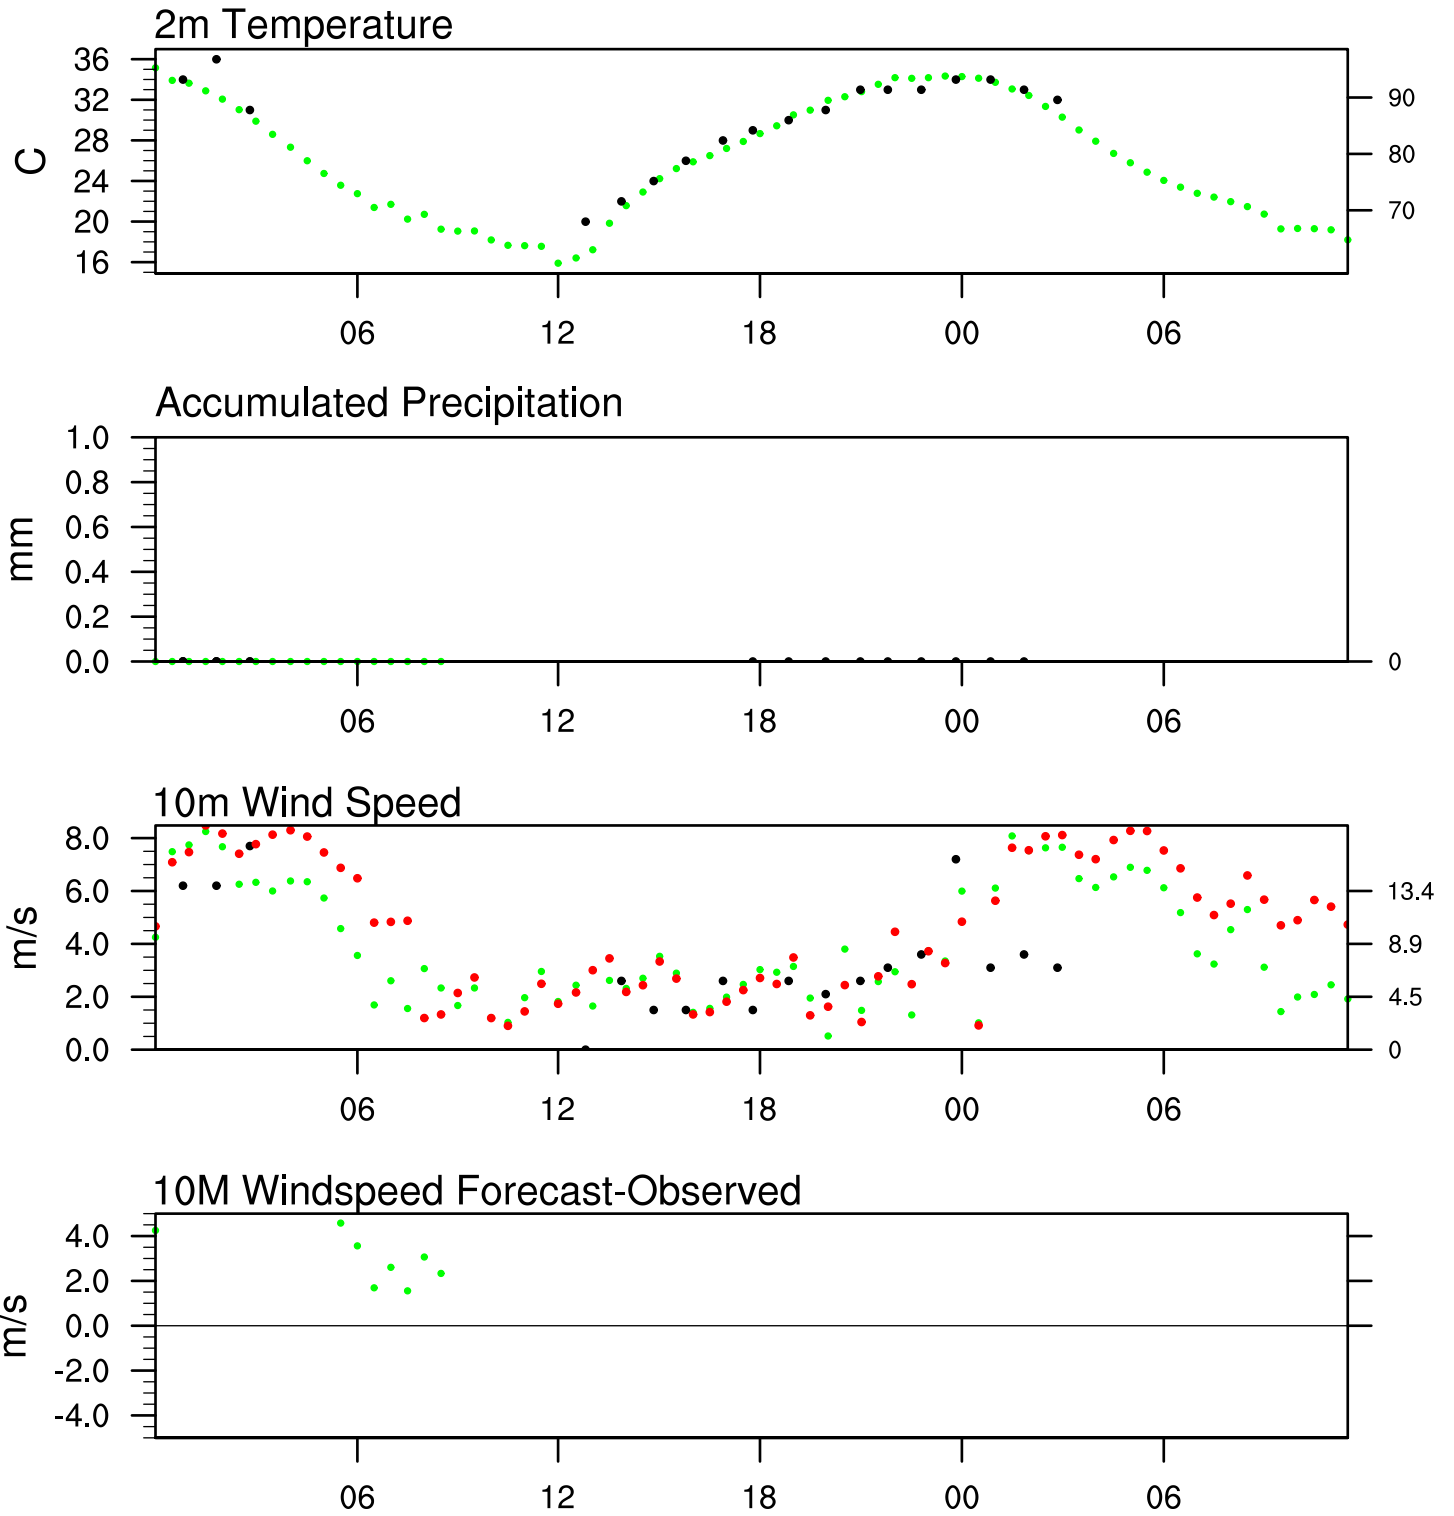 2m Temperature
36
32
28
24
20
16
C
90
80
70
06 12 18 00 06
Accumulated Precipitation
1.0
0.8
0.6
0.4
0.2
0.0
mm
0
06 12 18 00 06
10m Wind Speed
8.0
6.0
4.0
2.0
0.0
m/s
13.4
8.9
4.5
0
06 12 18 00 06
10M Windspeed Forecast-Observed
4.0
2.0
0.0
-2.0
-4.0
m/s
06 12 18 00 06